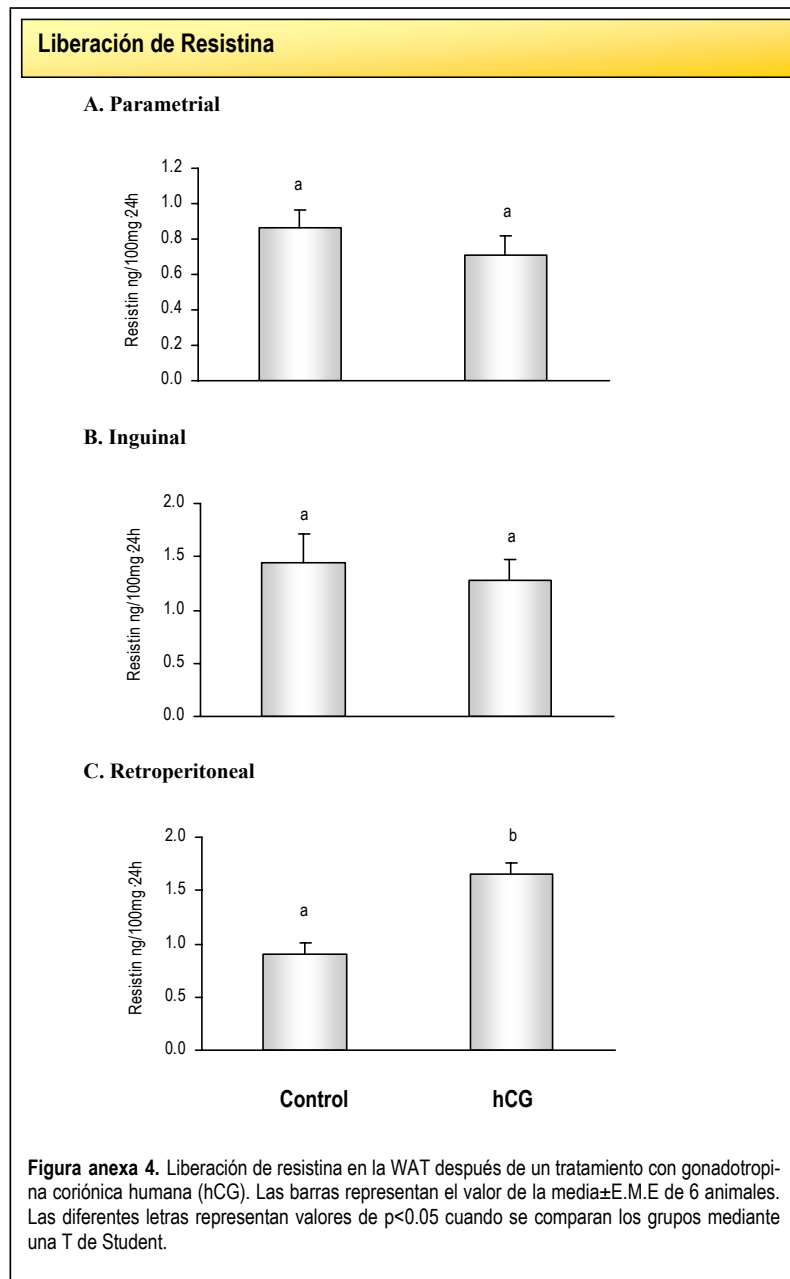 Liberación de Resistina
A. Parametrial
Resistin ng/100mg·24h
1.2
1.0
0.8
0.6
0.4
0.2
0.0
a
a
B. Inguinal
Resistin ng/100mg·24h
2.0
1.5
1.0
0.5
0.0
a
a
C. Retroperitoneal
Resistin ng/100mg·24h
2.0
1.5
1.0
0.5
0.0
a
b
Control hCG
Figura anexa 4. Liberación de resistina en la WAT después de un tratamiento con gonadotropi-
na coriónica humana (hCG). Las barras representan el valor de la media±E.M.E de 6 animales.
Las diferentes letras representan valores de p<0.05 cuando se comparan los grupos mediante
una T de Student.